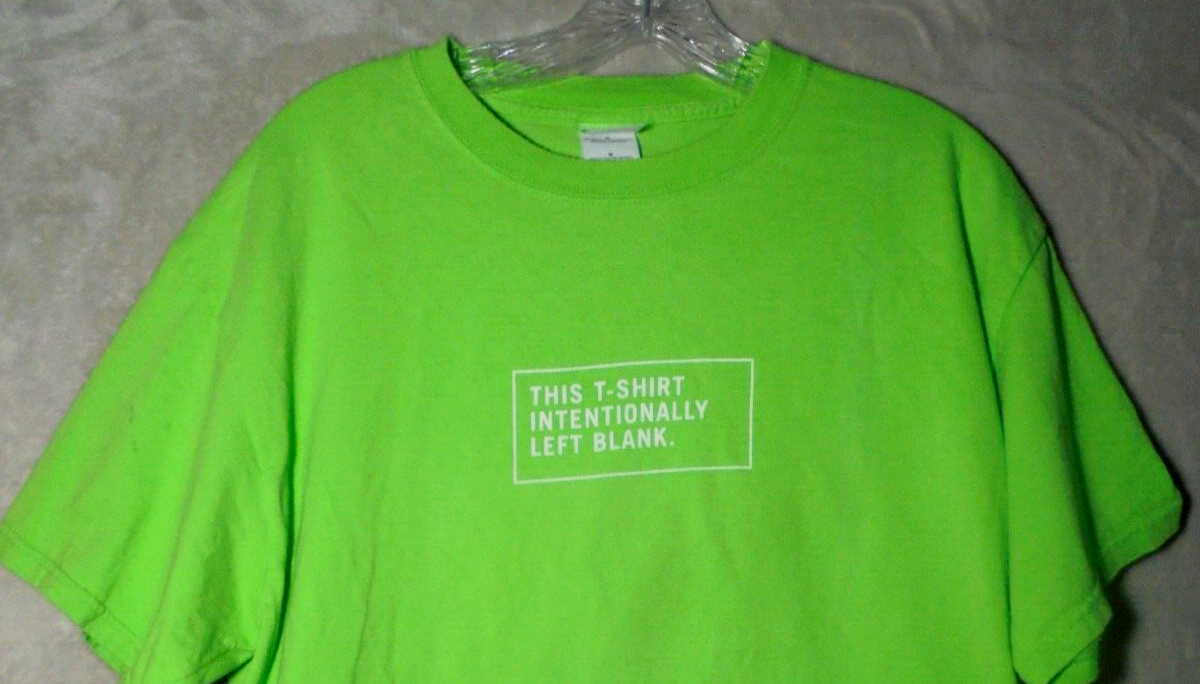 THIS T-SHIRT
INTENTIONALLY
LEFT BLANK.